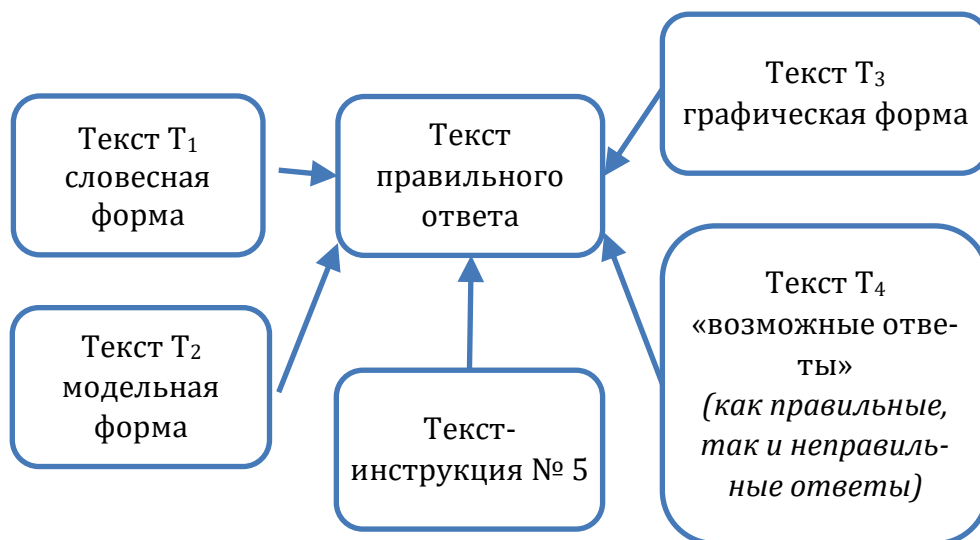 Текст Т₁
словесная
форма
Текст
правильного
ответа
Текст Т₃
графическая форма
Текст Т₂
модельная
форма
Текст-
инструкция № 5
Текст Т₄
«возможные отве-
ты»
(как правильные,
так и неправиль-
ные ответы)